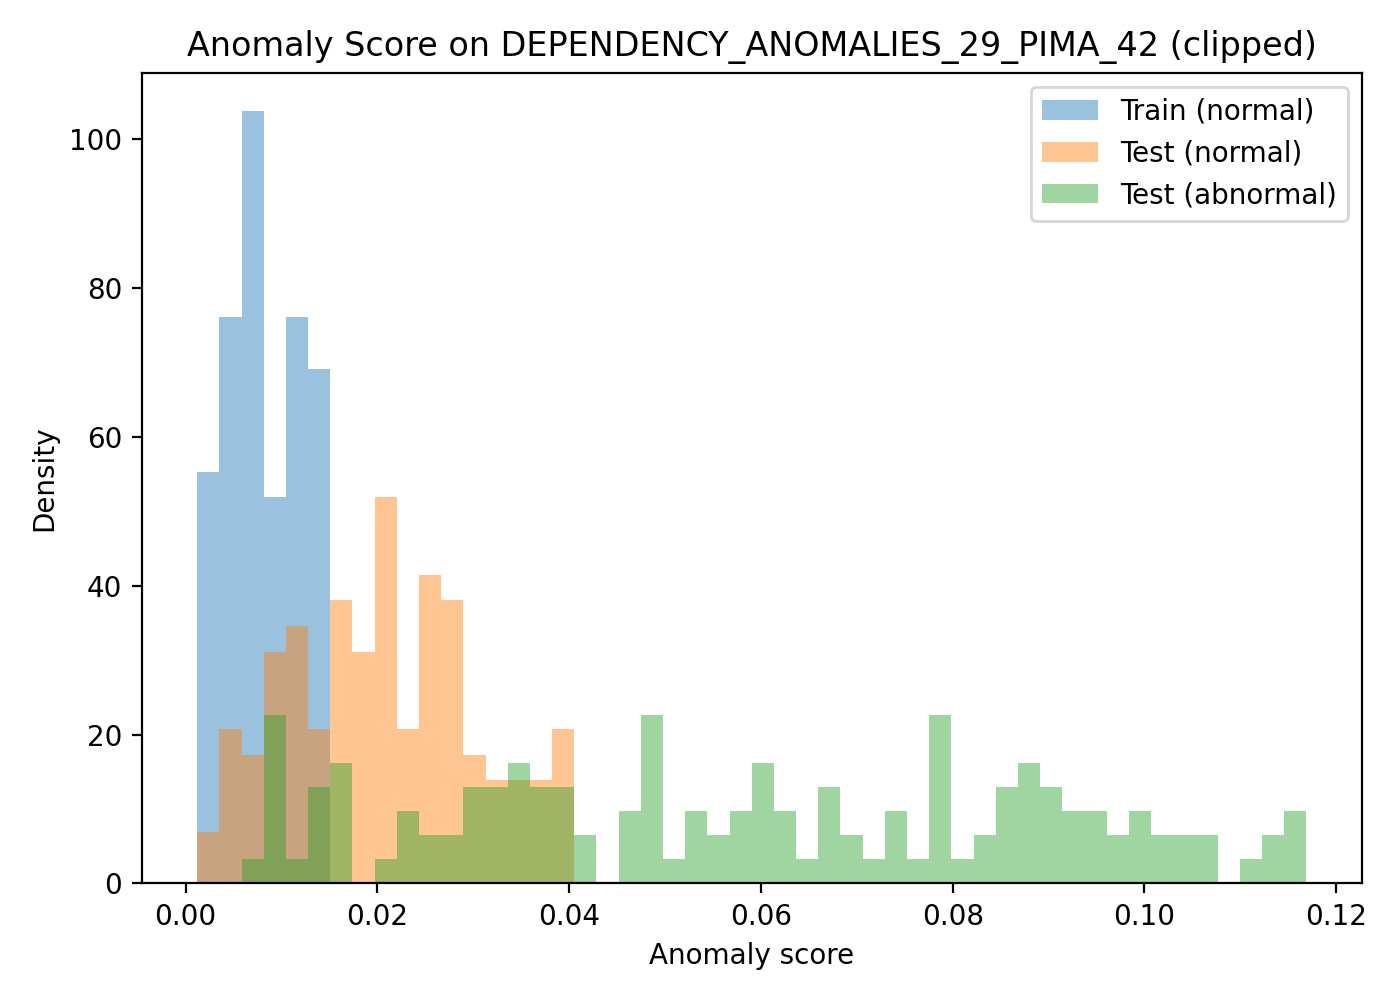 Anomaly Score on DEPENDENCY_ANOMALIES_29_PIMA_42 (clipped)
Train (normal)
Test (normal)
Test (abnormal)
100
80
60
40
20
0
Density
0.00 0.02 0.04 0.06 0.08 0.10 0.12
Anomaly score